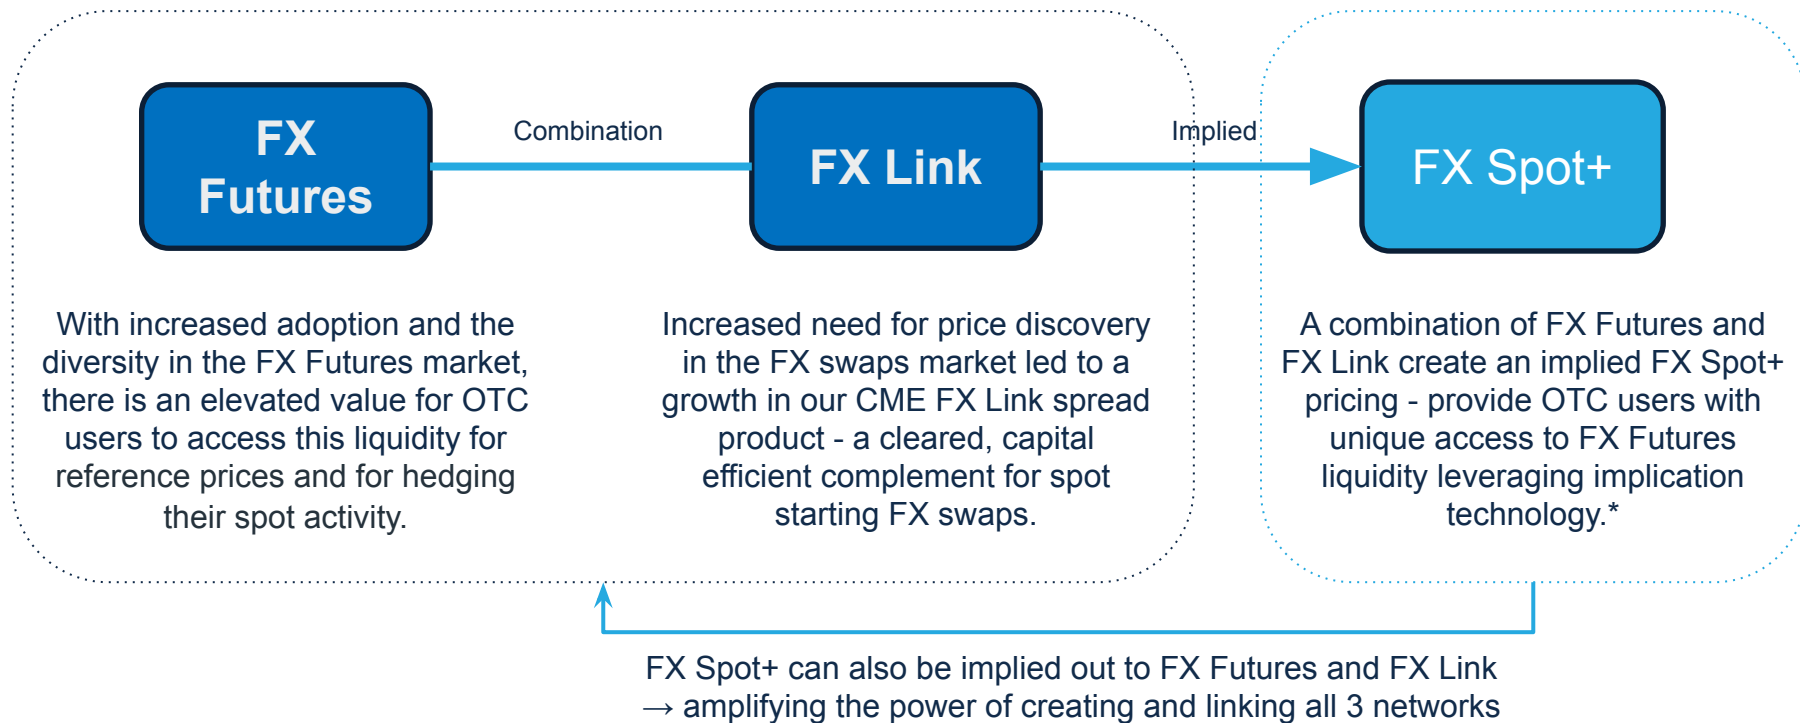 FX
Futures
Combination
FX Link
Implied
FX Spot+
With increased adoption and the
diversity in the FX Futures market,
there is an elevated value for OTC
users to access this liquidity for
reference prices and for hedging
their spot activity.
Increased need for price discovery
in the FX swaps market led to a
growth in our CME FX Link spread
product - a cleared, capital
efficient complement for spot
starting FX swaps.
A combination of FX Futures and
FX Link create an implied FX Spot+
pricing - provide OTC users with
unique access to FX Futures
liquidity leveraging implication
technology.*
FX Spot+ can also be implied out to FX Futures and FX Link
→ amplifying the power of creating and linking all 3 networks